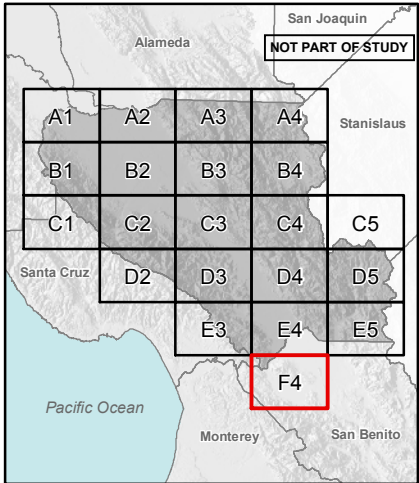 San Joaquin
Alameda
NOT PART OF STUDY
A1 A2 A3 A4
Stanislaus
B1 B2 B3 B4
C1 C2 C3 C4 C5
Santa Cruz
D2 D3 D4 D5
E3 E4 E5
F4
Pacific Ocean
Monterey
San Benito